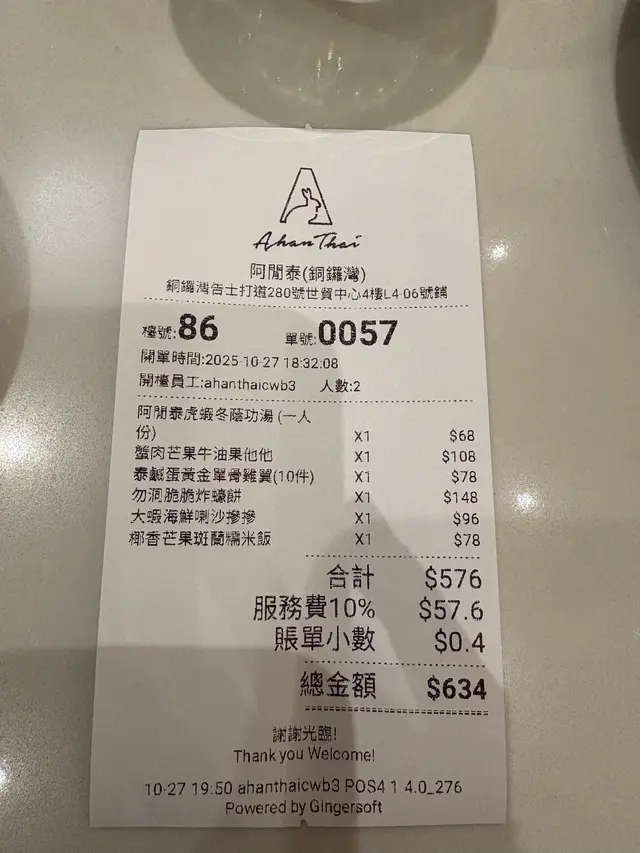 Ahan Thai
阿閒泰(銅鑼灣)
銅鑼灣告士打道280號世貿中心4樓L4-06號鋪
檯號:86 單號:0057
開單時間:2025-10-27 18:32:08
開檯員工:ahanthaicwb3 人數:2
阿閒泰虎蝦冬蔭功湯 (一人
份) X1 $68
蟹肉芒果牛油果他他 X1 $108
泰鹹蛋黃金單骨雞翼(10件) X1 $78
勿洞脆脆炸蠔餅 X1 $148
大蝦海鮮喇沙摻摻 X1 $96
椰香芒果斑蘭糯米飯 X1 $78
合計 $576
服務費10% $57.6
賬單小數 $0.4
總金額 $634
謝謝光臨!
Thank you Welcome!
10-27 19:50 ahanthaicwb3 POS4 1 4.0_276
Powered by Gingersoft